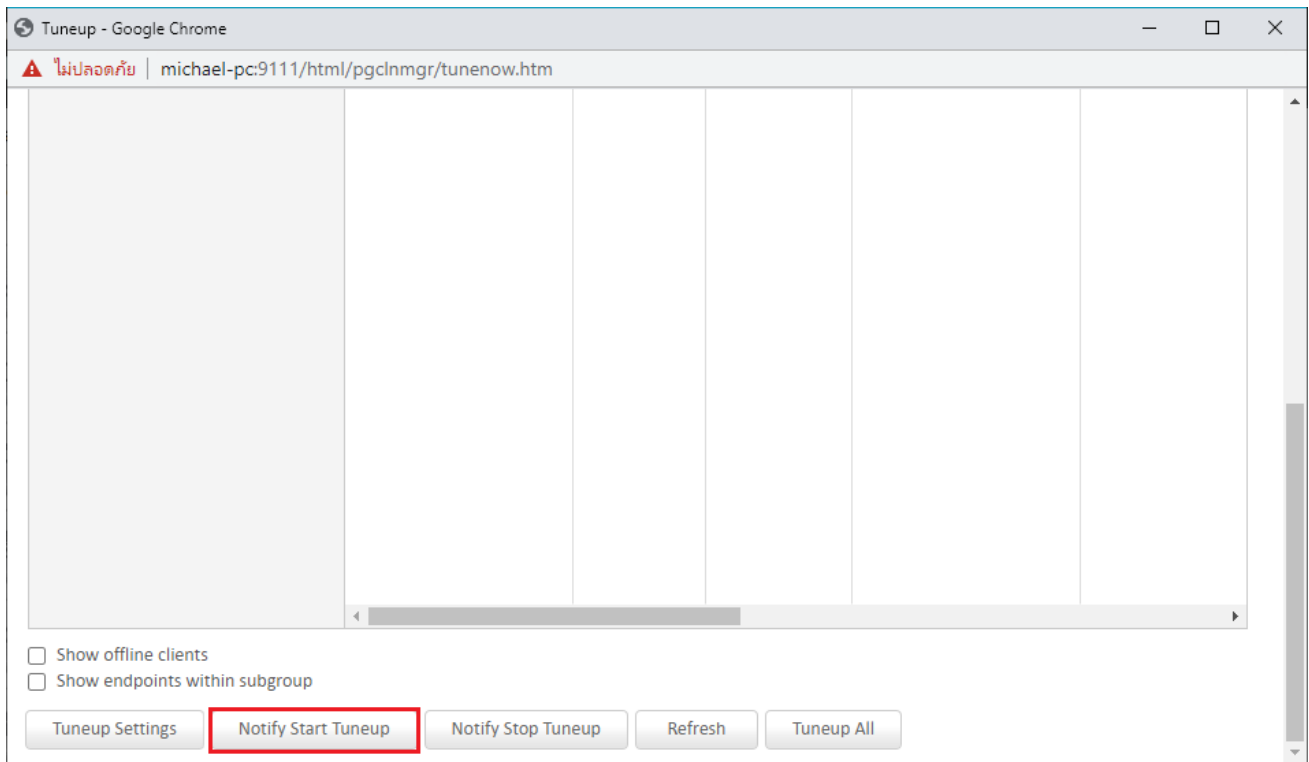 Tuneup - Google Chrome
ไม่ปลอดภัย | michael-pc:9111/html/pgclnmgr/tunenow.htm
Show offline clients
Show endpoints within subgroup
Tuneup Settings Notify Start Tuneup Notify Stop Tuneup Refresh Tuneup All